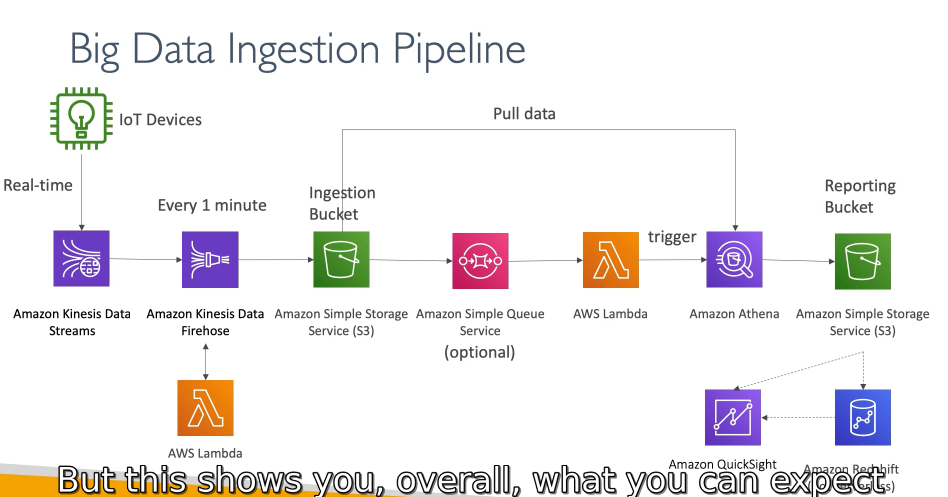 Big Data Ingestion Pipeline
IoT Devices
Pull data
Real-time
Every 1 minute
Ingestion
Bucket
trigger
Reporting
Bucket
Amazon Kinesis Data
Streams
Amazon Kinesis Data
Firehose
Amazon Simple Storage
Service (S3)
Amazon Simple Queue
Service
(optional)
AWS Lambda
Amazon Athena
Amazon Simple Storage
Service (S3)
AWS Lambda
Amazon QuickSight
Amazon Redshift
But this shows you, overall, what you can expect